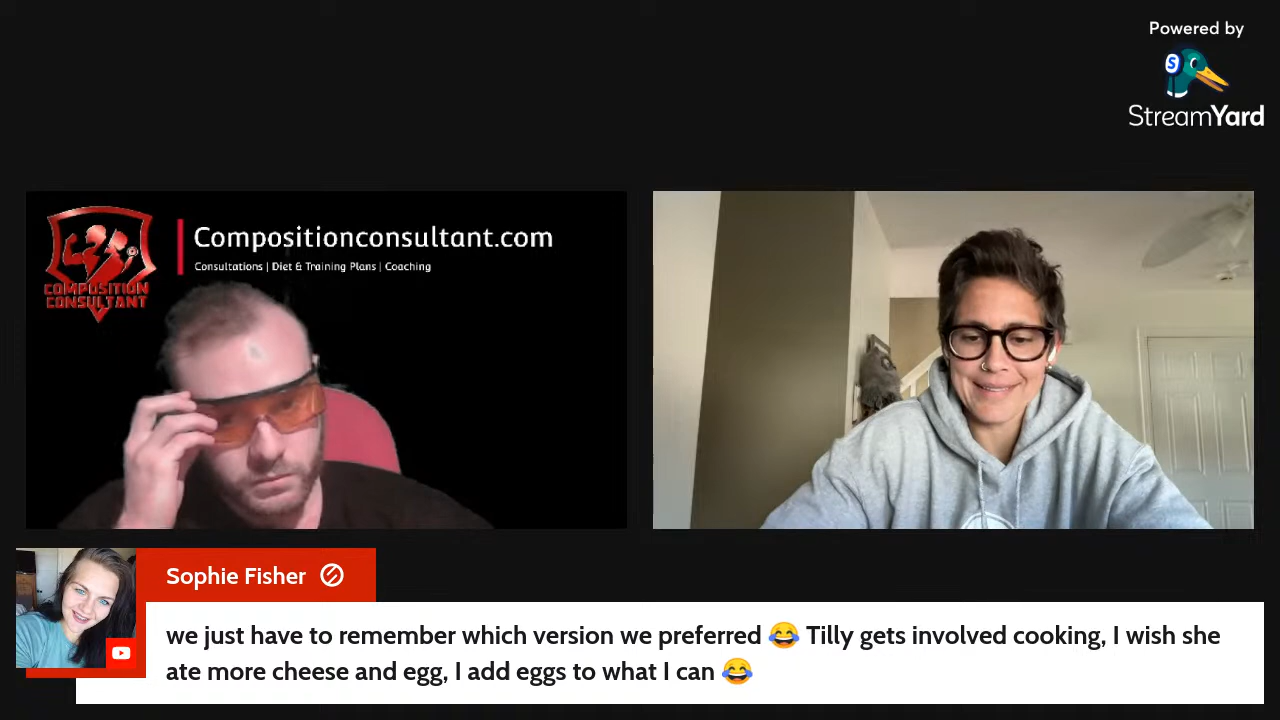 Powered by
S
StreamYard
Compositionconsultant.com
Consultations | Diet & Training Plans | Coaching
COMPOSITION
CONSULTANT
Sophie Fisher
we just have to remember which version we preferred 😂 Tilly gets involved cooking, I wish she
ate more cheese and egg, I add eggs to what I can 😂